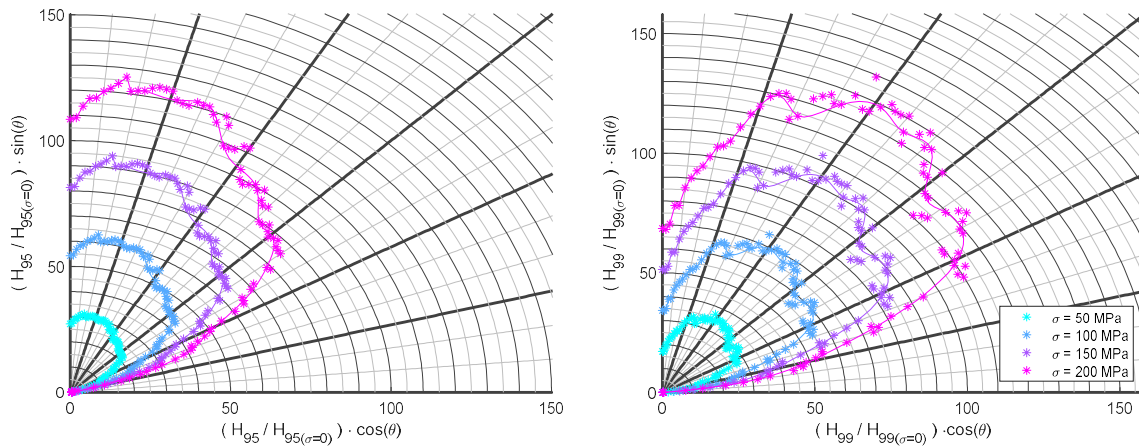 150
100
50
0
( H95 / H95(σ=0) ) · sin(θ)
0 50 100 150
( H95 / H95(σ=0) ) · cos(θ)
150
100
50
0
( H99 / H99(σ=0) ) · sin(θ)
0 50 100 150
( H99 / H99(σ=0) ) ·cos(θ)
σ = 50 MPa
σ = 100 MPa
σ = 150 MPa
σ = 200 MPa